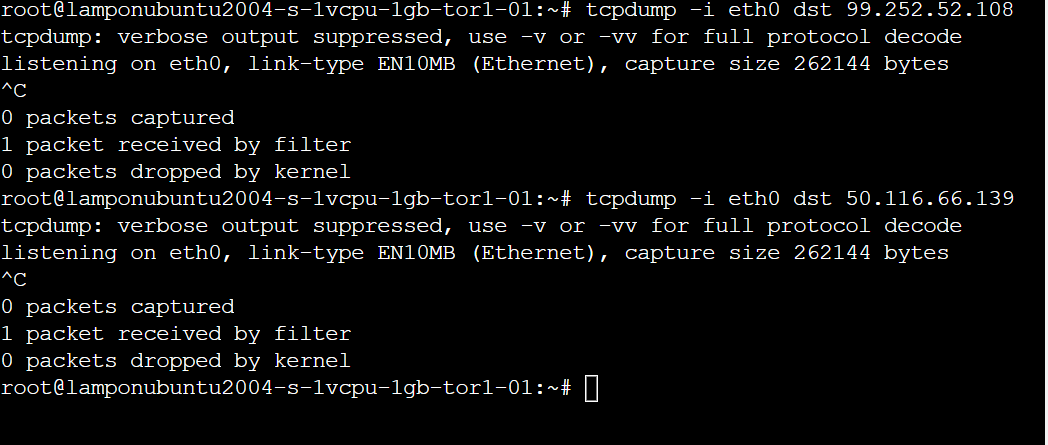 root@lamponubuntu2004-s-1vcpu-1gb-tor1-01:~# tcpdump -i eth0 dst 99.252.52.108
tcpdump: verbose output suppressed, use -v or -vv for full protocol decode
listening on eth0, link-type EN10MB (Ethernet), capture size 262144 bytes
^C
0 packets captured
1 packet received by filter
0 packets dropped by kernel
root@lamponubuntu2004-s-1vcpu-1gb-tor1-01:~# tcpdump -i eth0 dst 50.116.66.139
tcpdump: verbose output suppressed, use -v or -vv for full protocol decode
listening on eth0, link-type EN10MB (Ethernet), capture size 262144 bytes
^C
0 packets captured
1 packet received by filter
0 packets dropped by kernel
root@lamponubuntu2004-s-1vcpu-1gb-tor1-01:~#